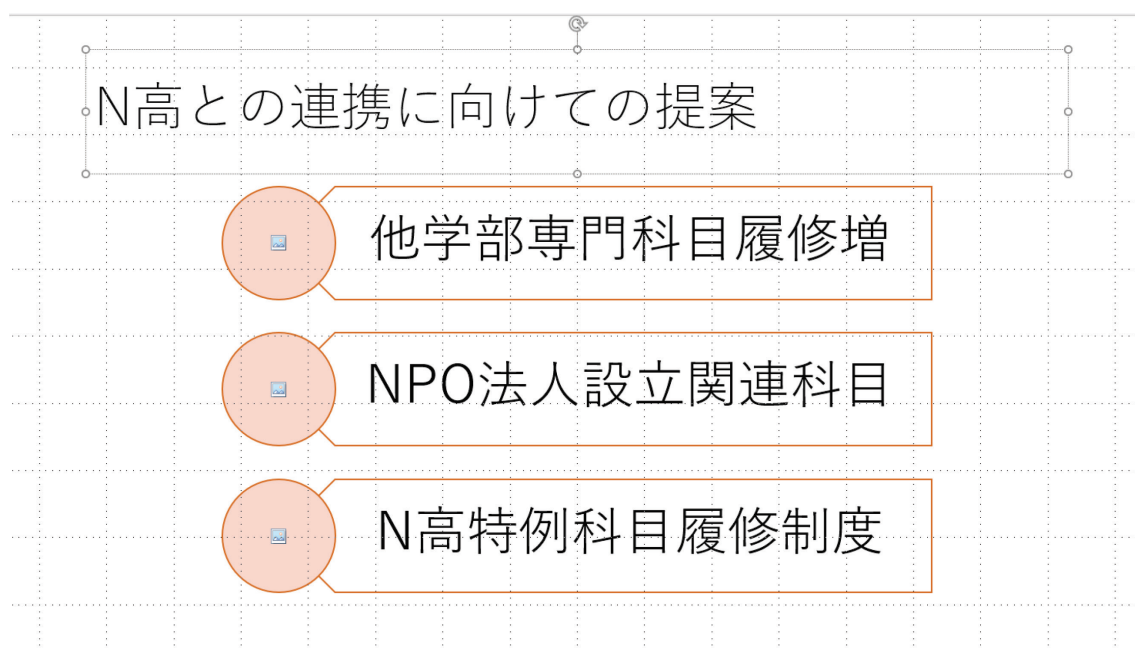 N高との連携に向けての提案
他学部専門科目履修増
NPO法人設立関連科目
N高特例科目履修制度